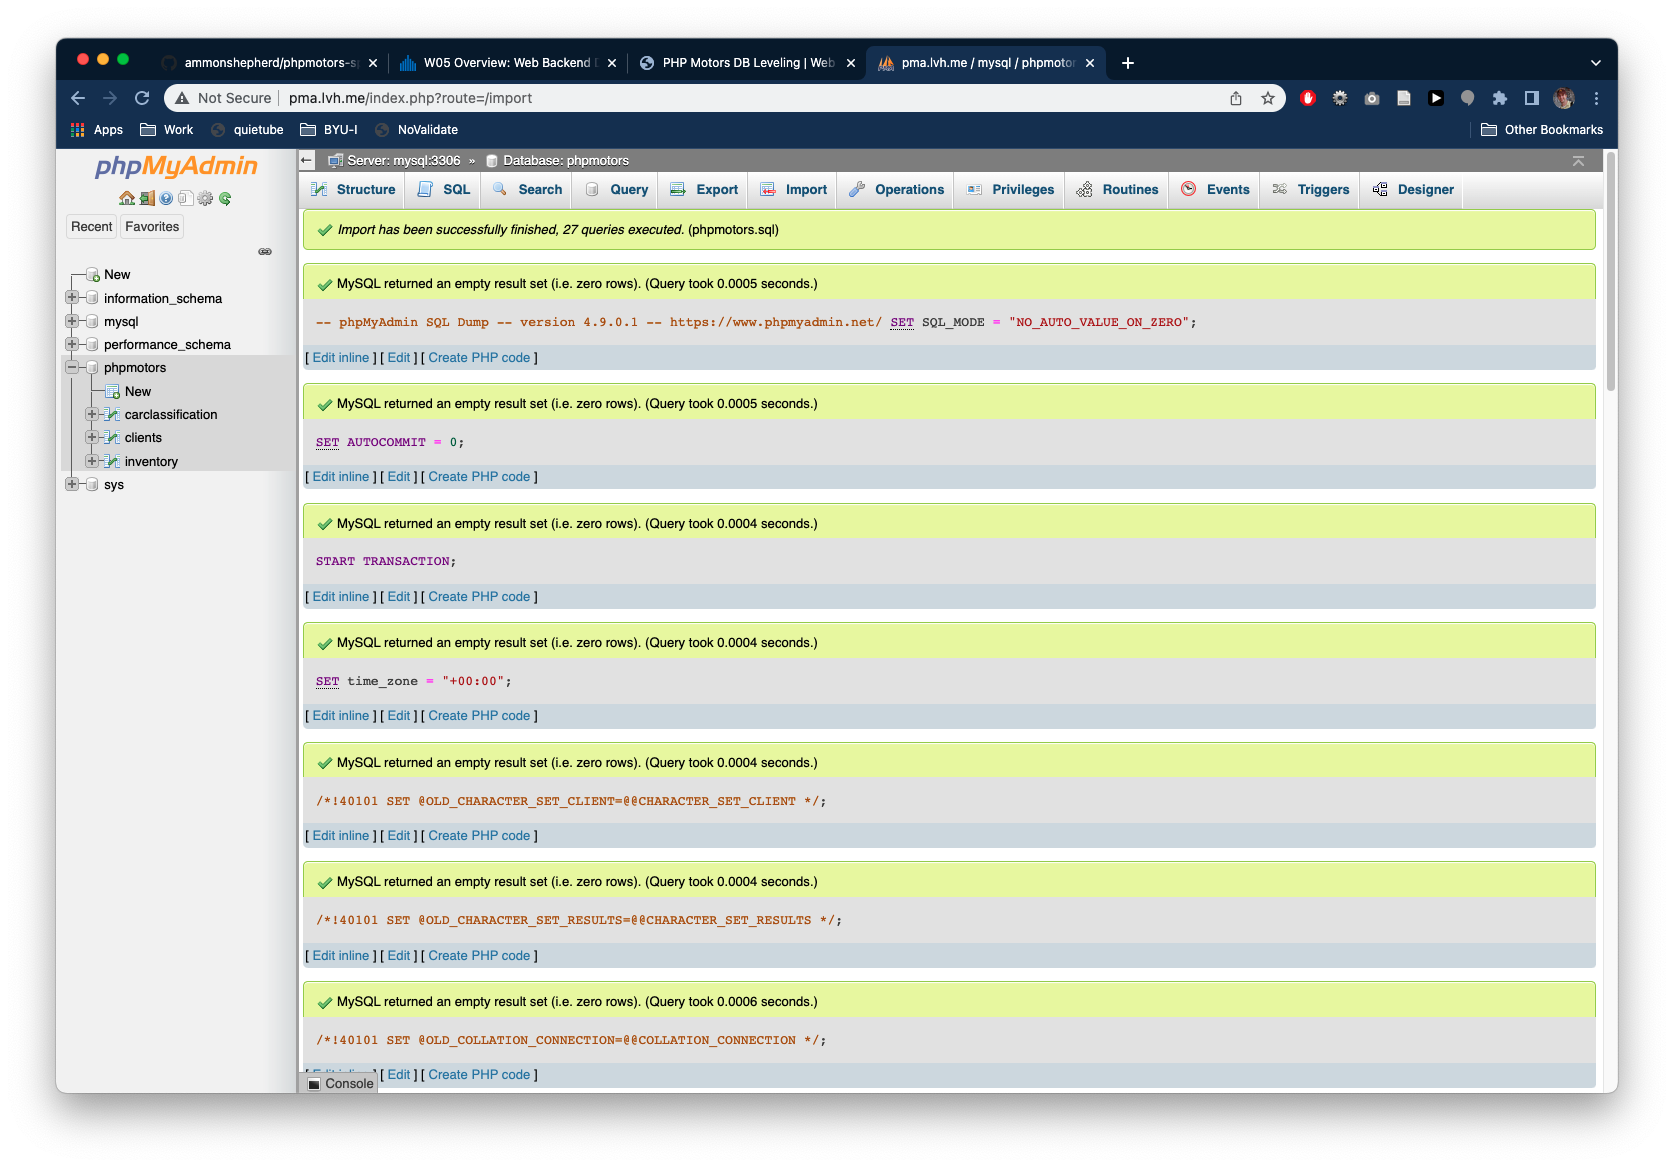 ammonshepherd/phpmotors-s
W05 Overview: Web Backend
PHP Motors DB Leveling | Web
pma.lvh.me / mysql / phpmotor
Not Secure
pma.lvh.me/index.php?route=/import
Apps
Work
quietube
BYU-I
NoValidate
Other Bookmarks
phpMyAdmin
Recent
Favorites
New
information_schema
mysql
performance_schema
phpmotors
New
carclassification
clients
inventory
sys
Server: mysql:3306 » Database: phpmotors
Structure
SQL
Search
Query
Export
Import
Operations
Privileges
Routines
Events
Triggers
Designer
Import has been successfully finished, 27 queries executed. (phpmotors.sql)
MySQL returned an empty result set (i.e. zero rows). (Query took 0.0005 seconds.)
-- phpMyAdmin SQL Dump -- version 4.9.0.1 -- https://www.phpmyadmin.net/ SET SQL_MODE = "NO_AUTO_VALUE_ON_ZERO";
[ Edit inline ] [ Edit ] [ Create PHP code ]
MySQL returned an empty result set (i.e. zero rows). (Query took 0.0005 seconds.)
SET AUTOCOMMIT = 0;
[ Edit inline ] [ Edit ] [ Create PHP code ]
MySQL returned an empty result set (i.e. zero rows). (Query took 0.0004 seconds.)
START TRANSACTION;
[ Edit inline ] [ Edit ] [ Create PHP code ]
MySQL returned an empty result set (i.e. zero rows). (Query took 0.0004 seconds.)
SET time_zone = "+00:00";
[ Edit inline ] [ Edit ] [ Create PHP code ]
MySQL returned an empty result set (i.e. zero rows). (Query took 0.0004 seconds.)
/*!40101 SET @OLD_CHARACTER_SET_CLIENT=@@CHARACTER_SET_CLIENT */;
[ Edit inline ] [ Edit ] [ Create PHP code ]
MySQL returned an empty result set (i.e. zero rows). (Query took 0.0004 seconds.)
/*!40101 SET @OLD_CHARACTER_SET_RESULTS=@@CHARACTER_SET_RESULTS */;
[ Edit inline ] [ Edit ] [ Create PHP code ]
MySQL returned an empty result set (i.e. zero rows). (Query took 0.0006 seconds.)
/*!40101 SET @OLD_COLLATION_CONNECTION=@@COLLATION_CONNECTION */;
[ Edit ] [ Create PHP code ]
Console